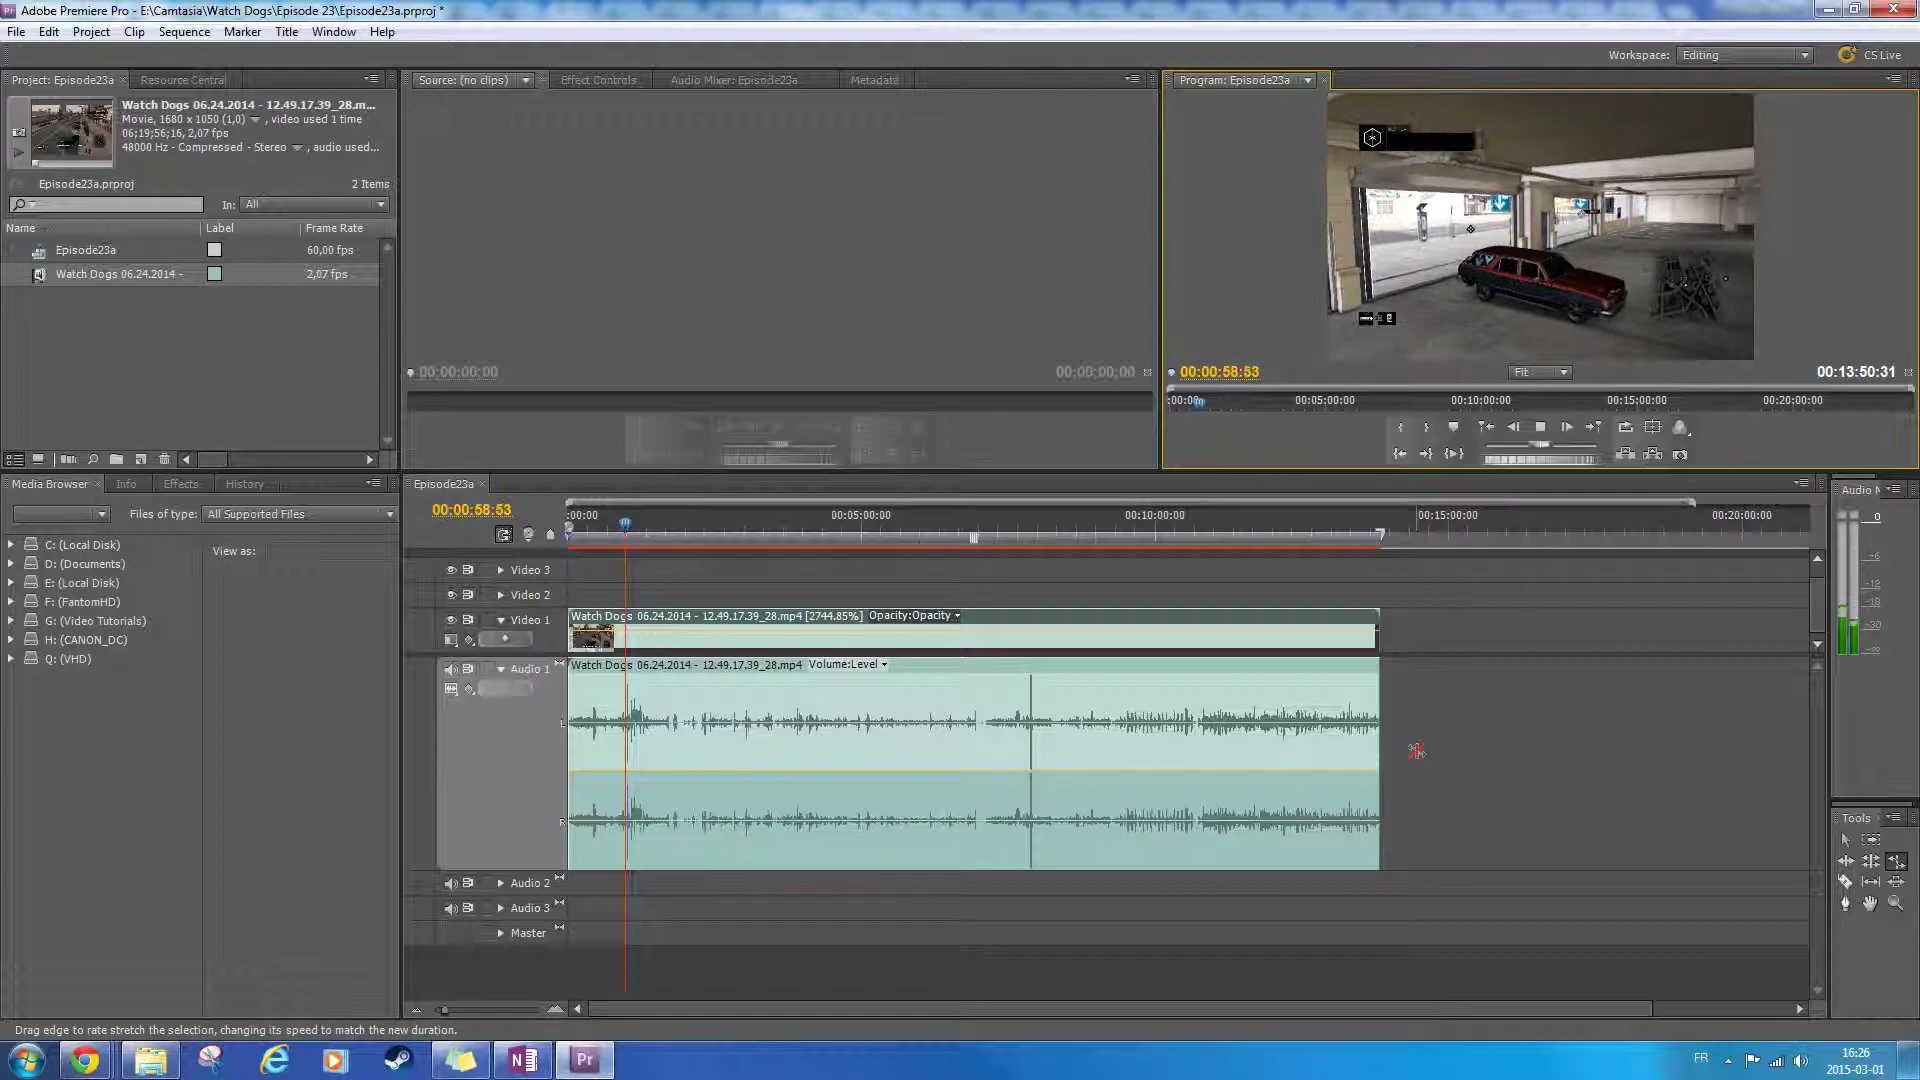 Adobe Premiere Pro - E:\Camtasia\Watch Dogs\Episode 23\Episode23a.prproj *
File Edit Project Clip Sequence Marker Title Window Help
Workspace: Editing CS Live
Project: Episode23a Resource Central
Source: (no clips) Effect Controls Audio Mixer: Episode23a Metadata
Program: Episode23a
Watch Dogs 06.24.2014 - 12.49.17.39_28.m...
Movie, 1680 x 1050 (1,0) , video used 1 time
06;19;56;16, 2,07 fps
48000 Hz - Compressed - Stereo , audio used...
Episode23a.prproj 2 Items
In: All
Name Label Frame Rate
Episode23a 60,00 fps
Watch Dogs 06.24.2014 - 2,07 fps
00;00;00;00 00;00;00;00
00:00:58:53 Fit 00:13:50:31
:00:00 00:05:00:00 00:10:00:00 00:15:00:00 00:20:00:00
Media Browser Info Effects History
Files of type: All Supported Files
View as:
C: (Local Disk)
D: (Documents)
E: (Local Disk)
F: (FantomHD)
G: (Video Tutorials)
H: (CANON_DC)
Q: (VHD)
Episode23a
00:00:58:53
:00:00 00:05:00:00 00:10:00:00 00:15:00:00 00:20:00:00
Video 3
Video 2
Video 1
Watch Dogs 06.24.2014 - 12.49.17.39_28.mp4 [2744.85%] Opacity:Opacity
Audio 1
Watch Dogs 06.24.2014 - 12.49.17.39_28.mp4 Volume:Level
L
R
Audio 2
Audio 3
Master
Audio
0
-6
-12
-18
-30
Tools
Drag edge to rate stretch the selection, changing its speed to match the new duration.
FR
16:26
2015-03-01